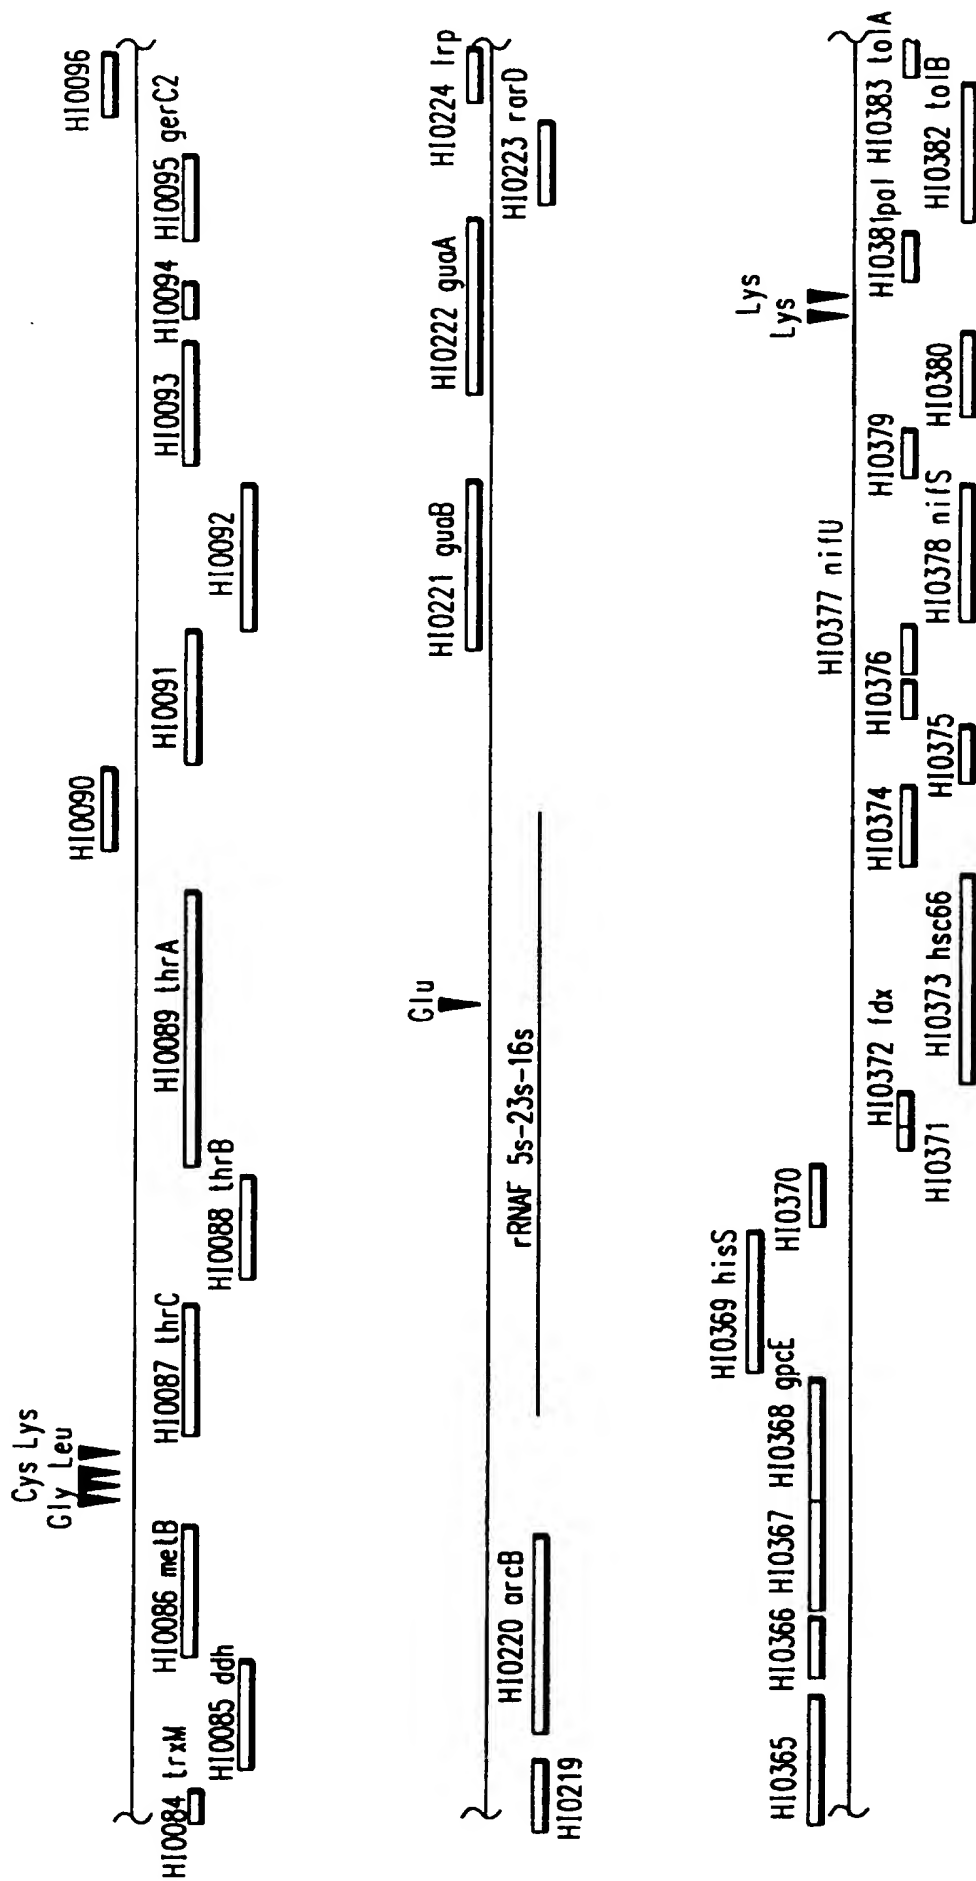 Cys Lys
Gly Leu
HI0084 trxM
HI0085 ddh
HI0086 metB
HI0087 thrC
HI0088 thrB
HI0089 thrA
HI0090
HI0091
HI0092
HI0093
HI0094
HI0095 gerC2
HI0096
HI0219
HI0220 arcB
rRNAF 5s-23s-16s
Glu
HI0221 guaB
HI0222 guaA
HI0223 rarD
HI0224 lrp
HI0365
HI0366
HI0367
HI0368 gpcE
HI0369 hisS
HI0370
HI0371
HI0372 fdx
HI0373 hsc66
HI0374
HI0375
HI0376
HI0377 nifU
HI0378 nifS
HI0379
HI0380
Lys
Lys
HI0381 pal
HI0382 tolB
HI0383 tolA